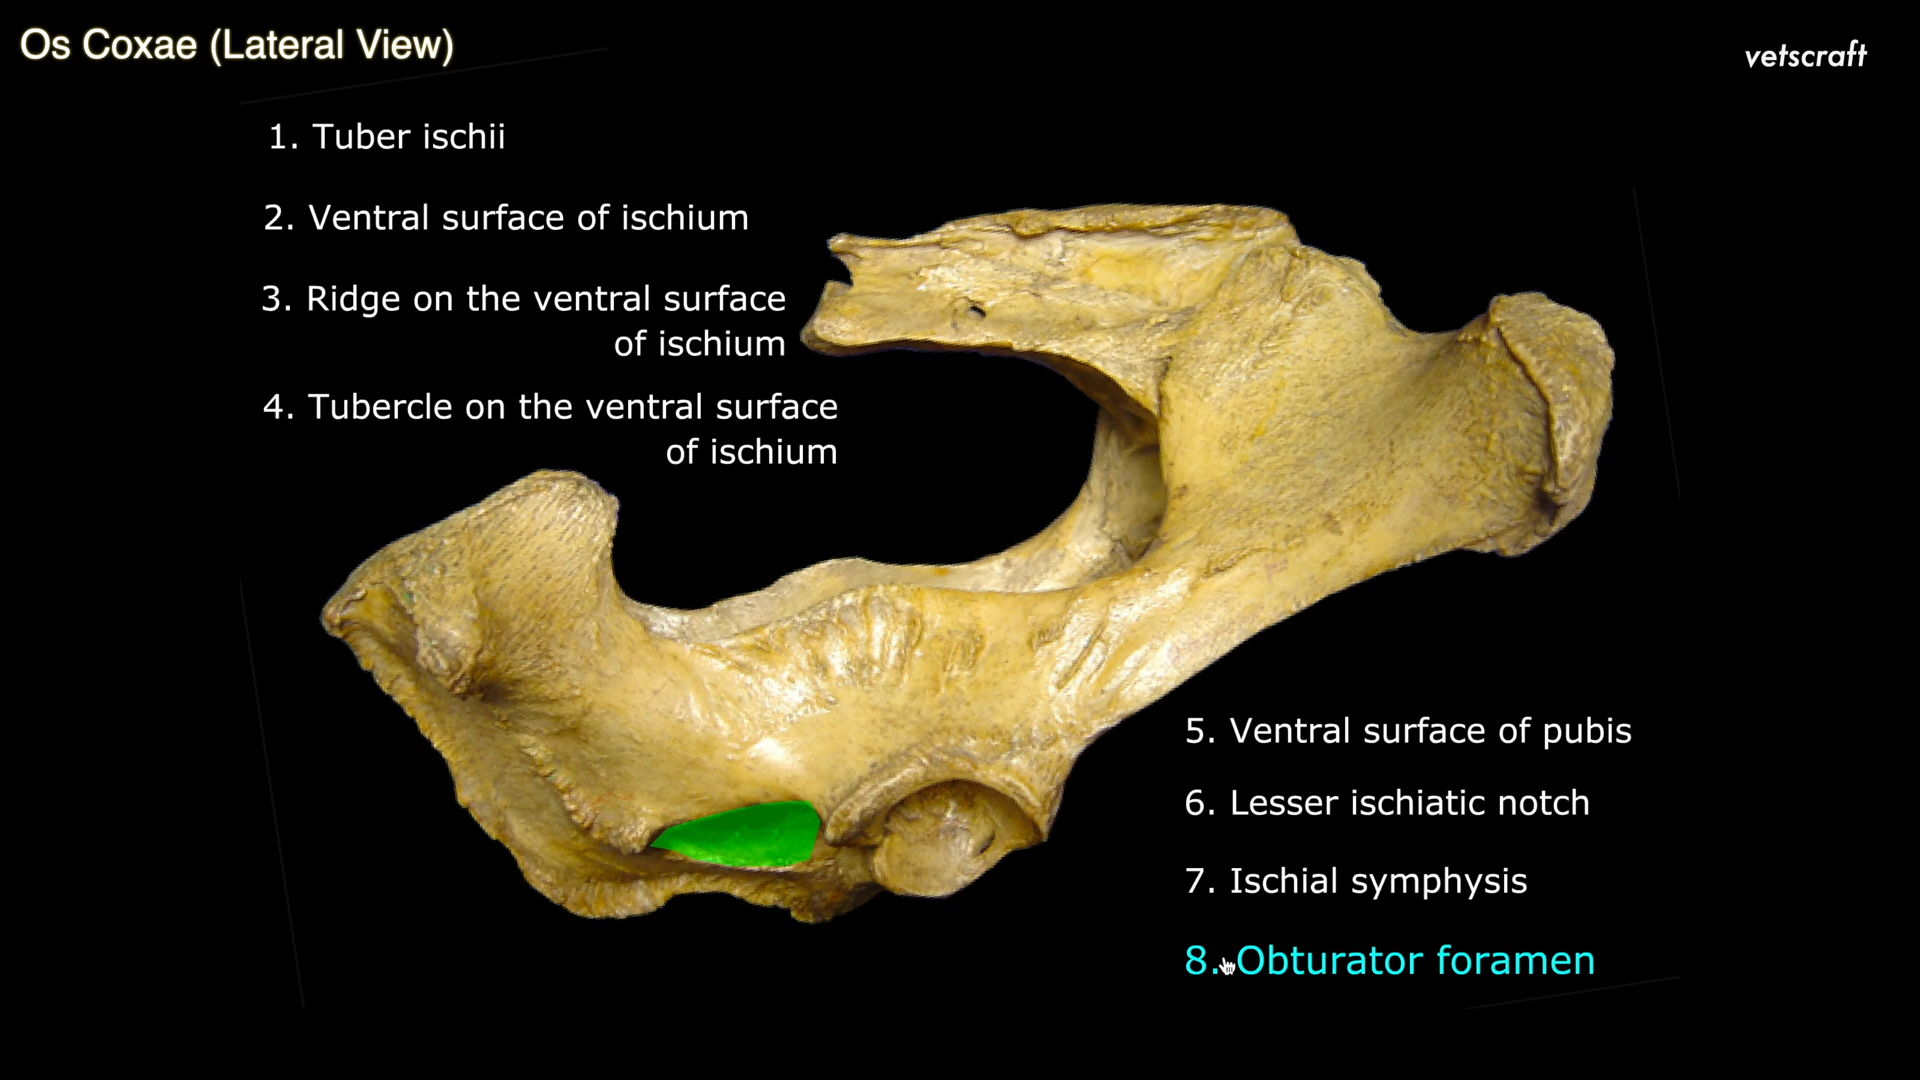 Os Coxae (Lateral View)
vetscraft
1. Tuber ischii
2. Ventral surface of ischium
3. Ridge on the ventral surface
of ischium
4. Tubercle on the ventral surface
of ischium
5. Ventral surface of pubis
6. Lesser ischiatic notch
7. Ischial symphysis
8. Obturator foramen